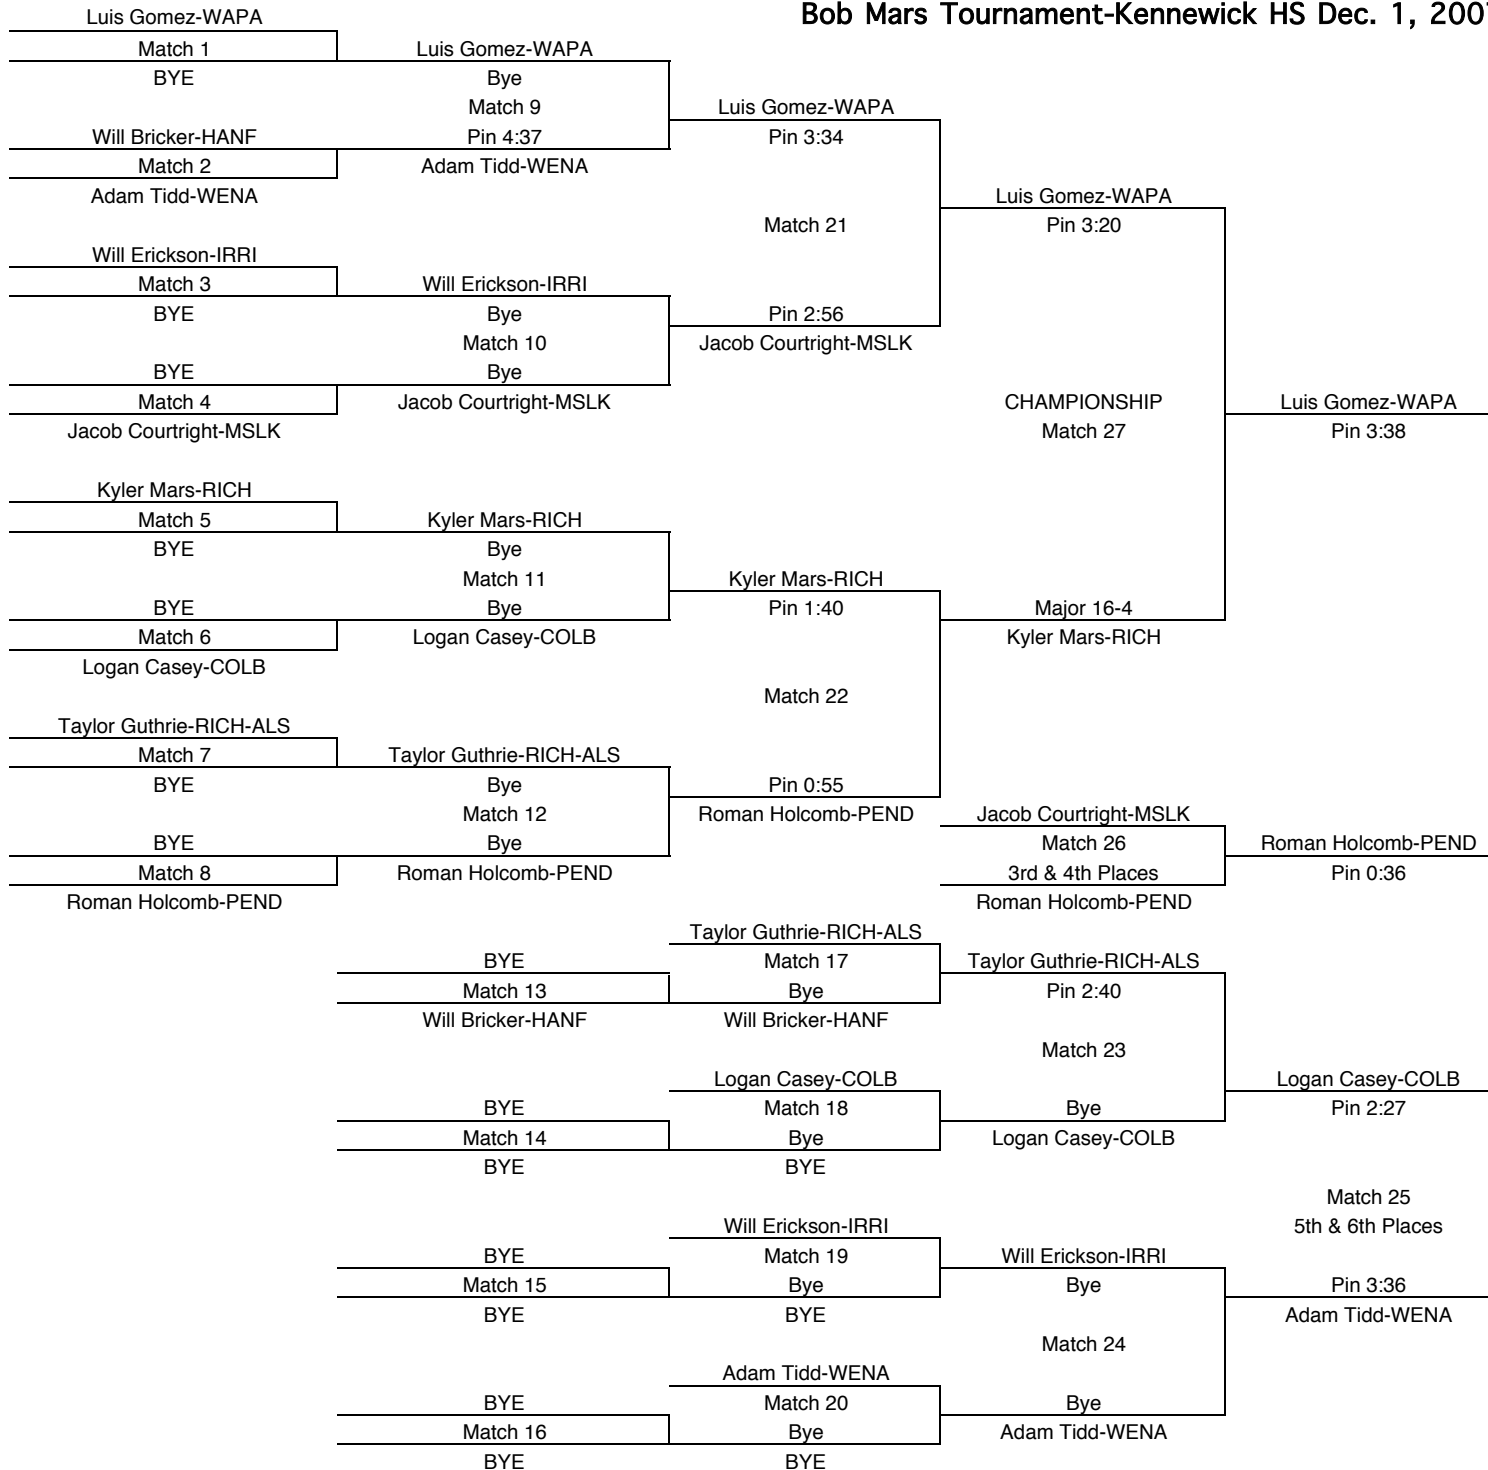 Bob Mars Tournament-Kennewick HS Dec. 1, 2007
Luis Gomez-WAPA
Match 1
Luis Gomez-WAPA
BYE
Bye
Match 9
Luis Gomez-WAPA
Will Bricker-HANF
Pin 4:37
Pin 3:34
Match 2
Adam Tidd-WENA
Adam Tidd-WENA
Luis Gomez-WAPA
Match 21
Pin 3:20
Will Erickson-IRRI
Match 3
Will Erickson-IRRI
BYE
Bye
Pin 2:56
Match 10
Jacob Courtright-MSLK
BYE
Bye
Match 4
Jacob Courtright-MSLK
CHAMPIONSHIP
Luis Gomez-WAPA
Jacob Courtright-MSLK
Match 27
Pin 3:38
Kyler Mars-RICH
Match 5
Kyler Mars-RICH
BYE
Bye
Match 11
Kyler Mars-RICH
BYE
Bye
Pin 1:40
Major 16-4
Match 6
Logan Casey-COLB
Kyler Mars-RICH
Logan Casey-COLB
Match 22
Taylor Guthrie-RICH-ALS
Match 7
Taylor Guthrie-RICH-ALS
BYE
Bye
Pin 0:55
Match 12
Roman Holcomb-PEND
Jacob Courtright-MSLK
BYE
Bye
Match 26
Roman Holcomb-PEND
Match 8
Roman Holcomb-PEND
3rd & 4th Places
Pin 0:36
Roman Holcomb-PEND
Roman Holcomb-PEND
Taylor Guthrie-RICH-ALS
BYE
Match 17
Taylor Guthrie-RICH-ALS
Match 13
Bye
Pin 2:40
Will Bricker-HANF
Will Bricker-HANF
Match 23
Logan Casey-COLB
Logan Casey-COLB
BYE
Match 18
Bye
Pin 2:27
Match 14
Bye
Logan Casey-COLB
BYE
BYE
Match 25
Will Erickson-IRRI
5th & 6th Places
BYE
Match 19
Will Erickson-IRRI
Match 15
Bye
Bye
Pin 3:36
BYE
BYE
Adam Tidd-WENA
Match 24
Adam Tidd-WENA
BYE
Match 20
Bye
Match 16
Bye
Adam Tidd-WENA
BYE
BYE